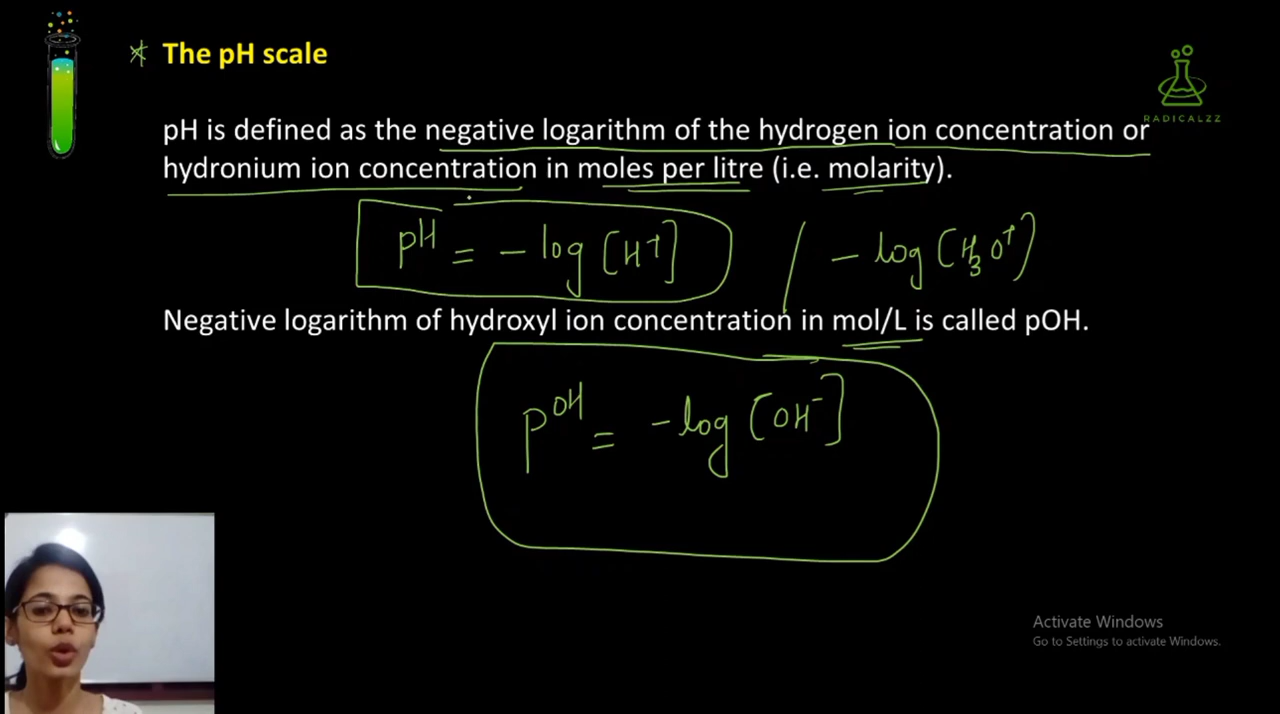 * The pH scale
RADICALZZ
pH is defined as the negative logarithm of the hydrogen ion concentration or
hydronium ion concentration in moles per litre (i.e. molarity).
pH = - log [H+] / - log (H3O+)
Negative logarithm of hydroxyl ion concentration in mol/L is called pOH.
pOH = - log [OH-]
Activate Windows
Go to Settings to activate Windows.